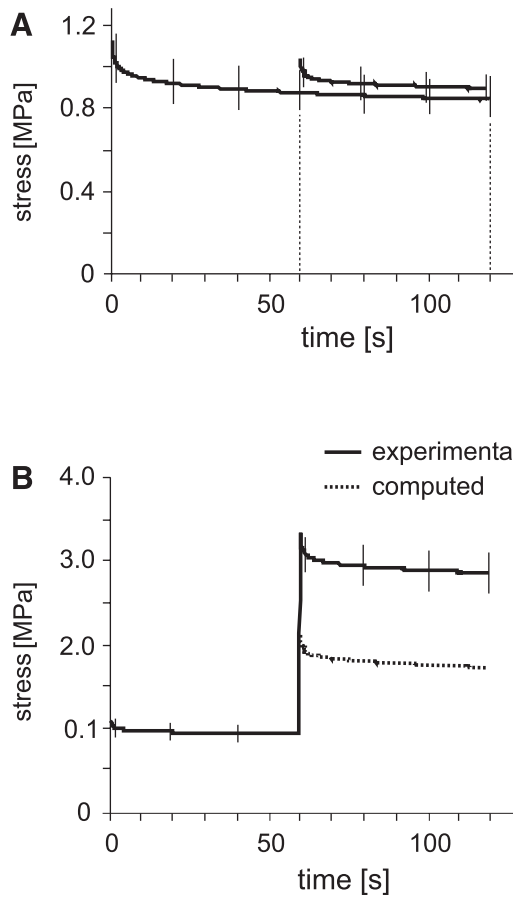 A
1.2
0.8
0.4
0
stress [MPa]
0 50 100
time [s]
B
experimenta
computed
4.0
3.0
2.0
0.1
0
stress [MPa]
0 50 100
time [s]